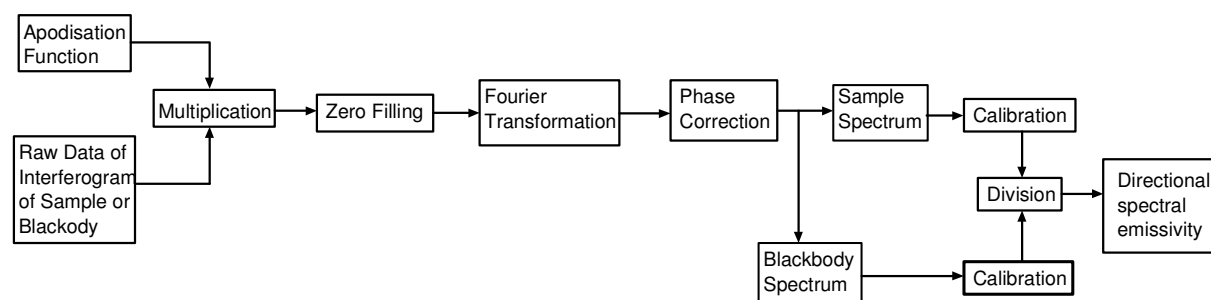 Apodisation
Function
Raw Data of
Interferogram
of Sample or
Blackody
Multiplication
Zero Filling
Fourier
Transformation
Phase
Correction
Sample
Spectrum
Calibration
Blackbody
Spectrum
Calibration
Division
Directional
spectral
emissivity